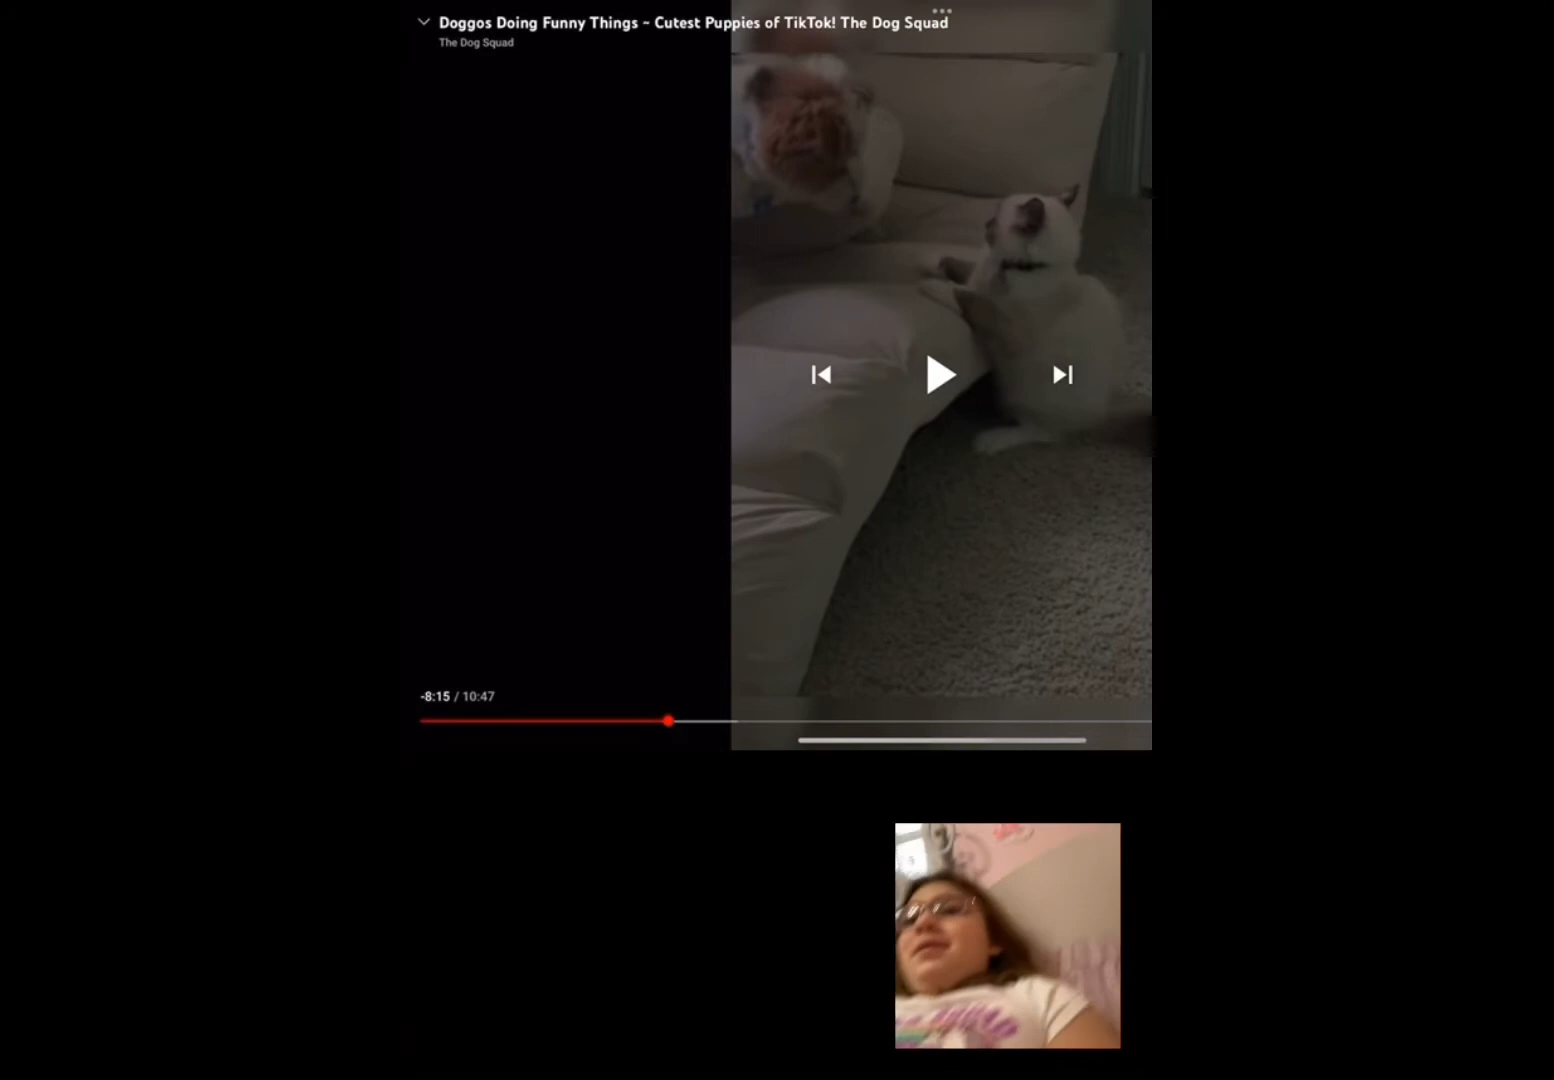 Doggos Doing Funny Things ~ Cutest Puppies of TikTok! The Dog Squad
The Dog Squad
-8:15 / 10:47